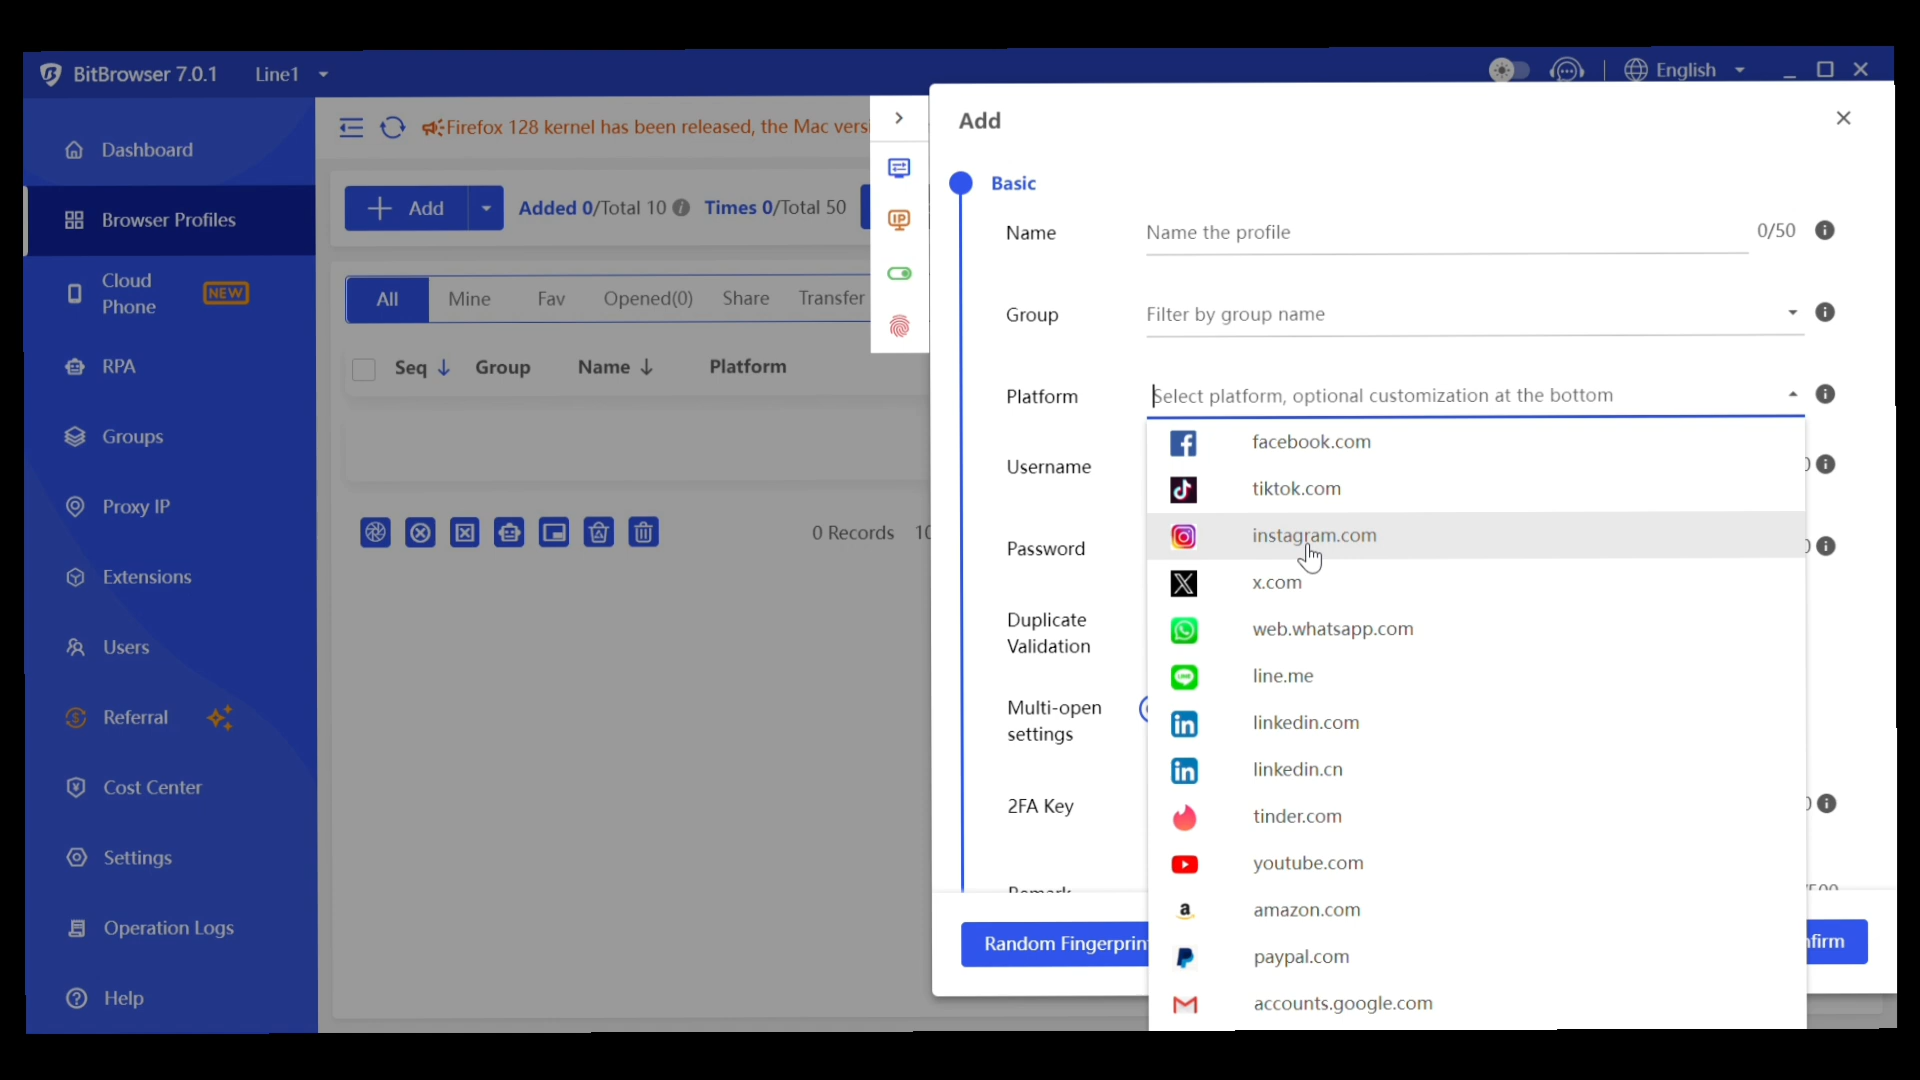 BitBrowser 7.0.1
Line1
English
Dashboard
Browser Profiles
Cloud
Phone
NEW
RPA
Groups
Proxy IP
Extensions
Users
Referral
Cost Center
Settings
Operation Logs
Help
Firefox 128 kernel has been released, the Mac versi
Add
Added 0/Total 10
Times 0/Total 50
All
Mine
Fav
Opened(0)
Share
Transfer
Seq
Group
Name
Platform
0 Records
10
IP
Add
Basic
Name
Name the profile
0/50
Group
Filter by group name
Platform
Select platform, optional customization at the bottom
Username
Password
Duplicate
Validation
Multi-open
settings
2FA Key
Remark
facebook.com
tiktok.com
instagram.com
x.com
web.whatsapp.com
line.me
linkedin.com
linkedin.cn
tinder.com
youtube.com
amazon.com
paypal.com
accounts.google.com
Random Fingerprint
nfirm